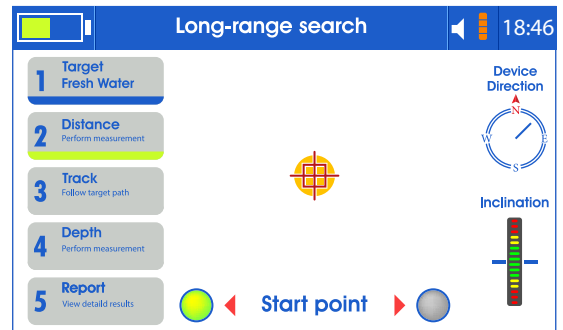 Long-range search
18:46
1
Target
Fresh Water
2
Distance
Perform measurement
3
Track
Follow target path
4
Depth
Perform measurement
5
Report
View detaild results
Start point
Device
Direction
N
W
E
S
Inclination